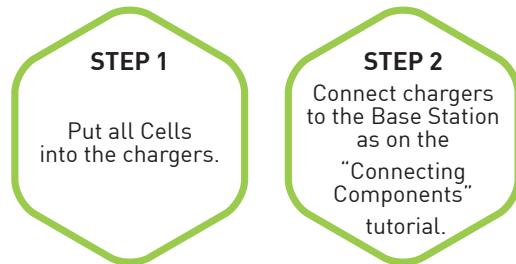 STEP 1
Put all Cells
into the chargers.
STEP 2
Connect chargers
to the Base Station
as on the
“Connecting
Components”
tutorial.